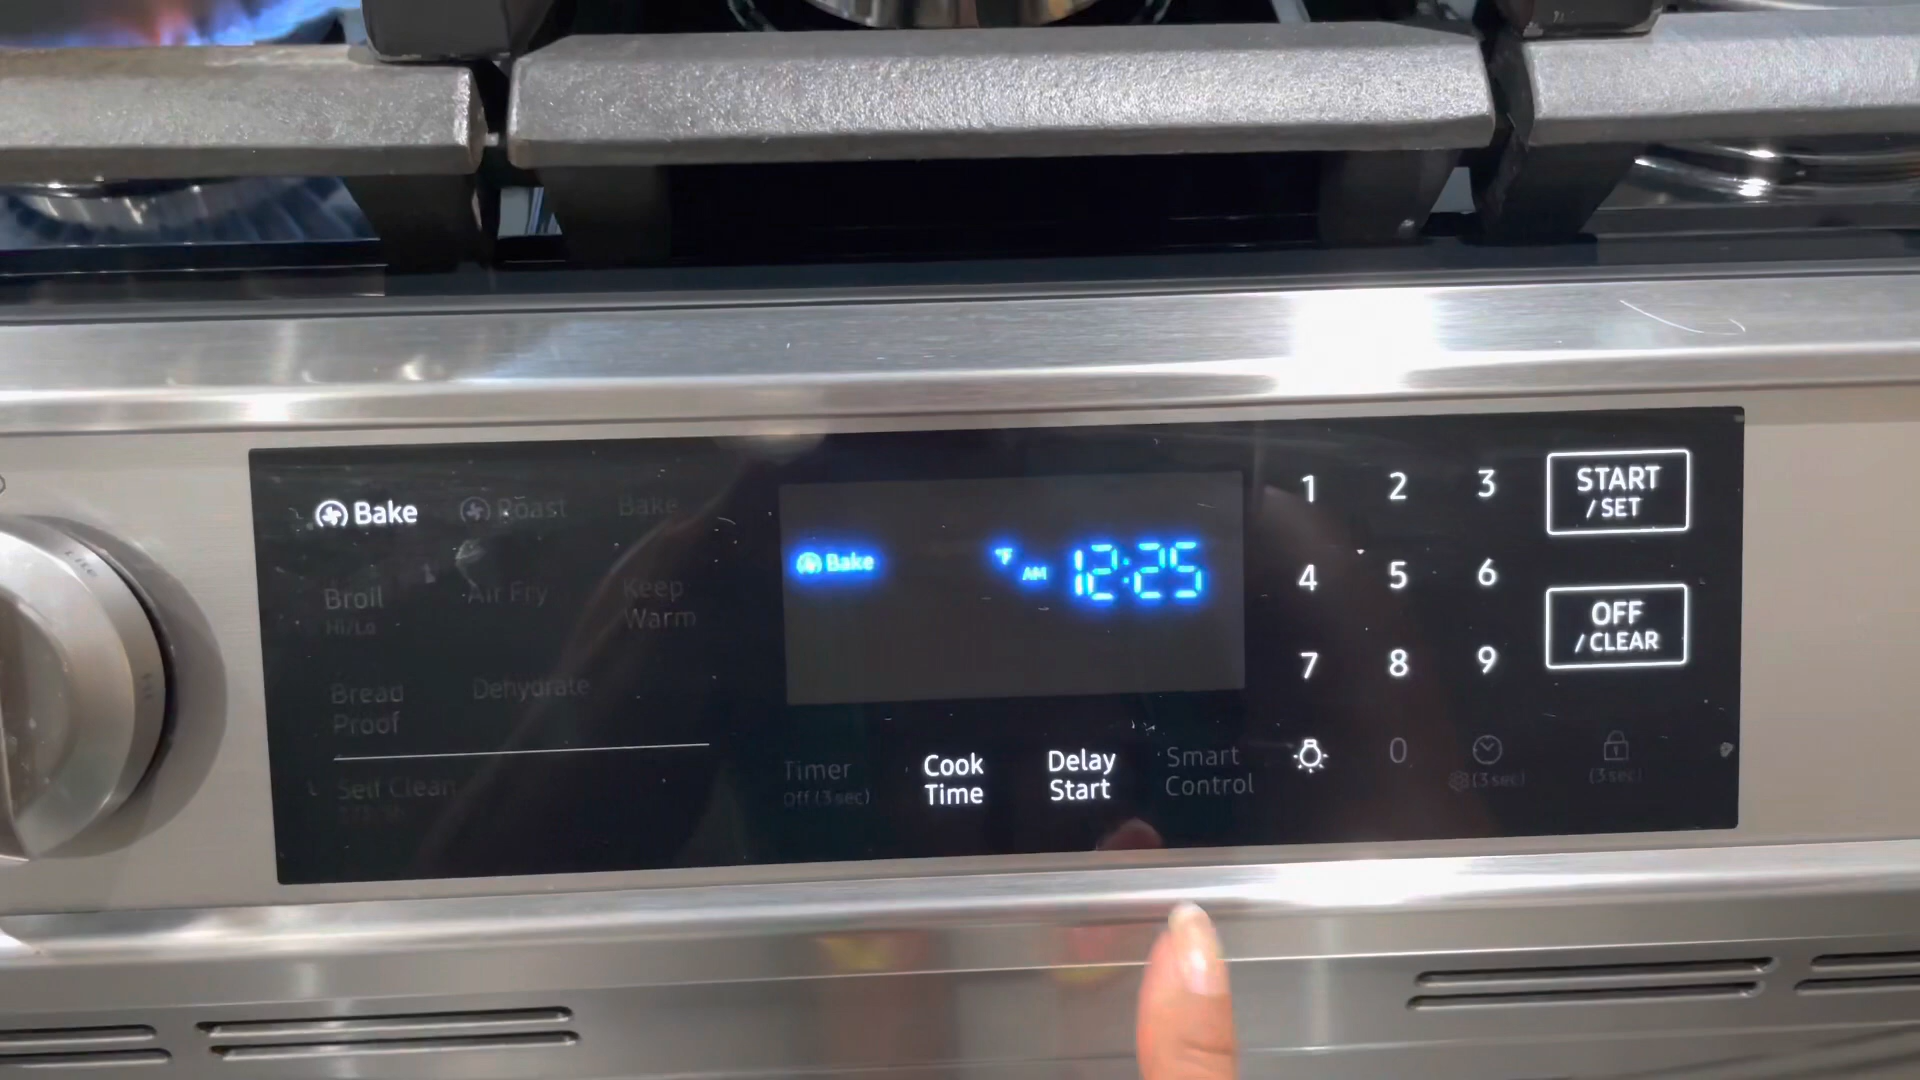 Bake
Roast
Bake
Broil
Hi/Lo
Air Fry
Keep
Warm
Bread
Proof
Dehydrate
Self Clean
Bake
°F
AM
12:25
Timer
Off (3 sec)
Cook
Time
Delay
Start
Smart
Control
1 2 3
4 5 6
7 8 9
0
(3 sec)
(3 sec)
START
/ SET
OFF
/ CLEAR
Lite
Hi